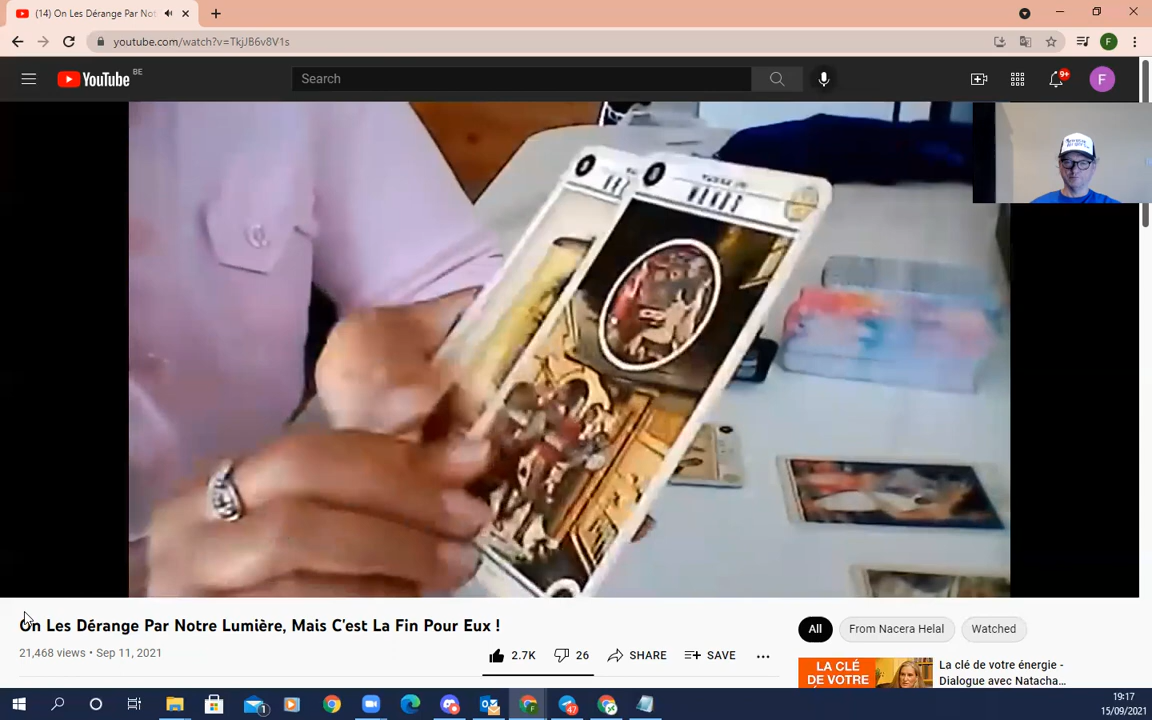 (14) On Les Dérange Par Not
youtube.com/watch?v=TkjJ86v8V1s
YouTube BE
Search
9+
F
On Les Dérange Par Notre Lumière, Mais C'est La Fin Pour Eux !
21,468 views • Sep 11, 2021
2.7K
26
SHARE
SAVE
All
From Nacera Helal
Watched
LA CLÉ
DE VOTRE
La clé de votre énergie -
Dialogue avec Natacha...
19:17
15/09/2021